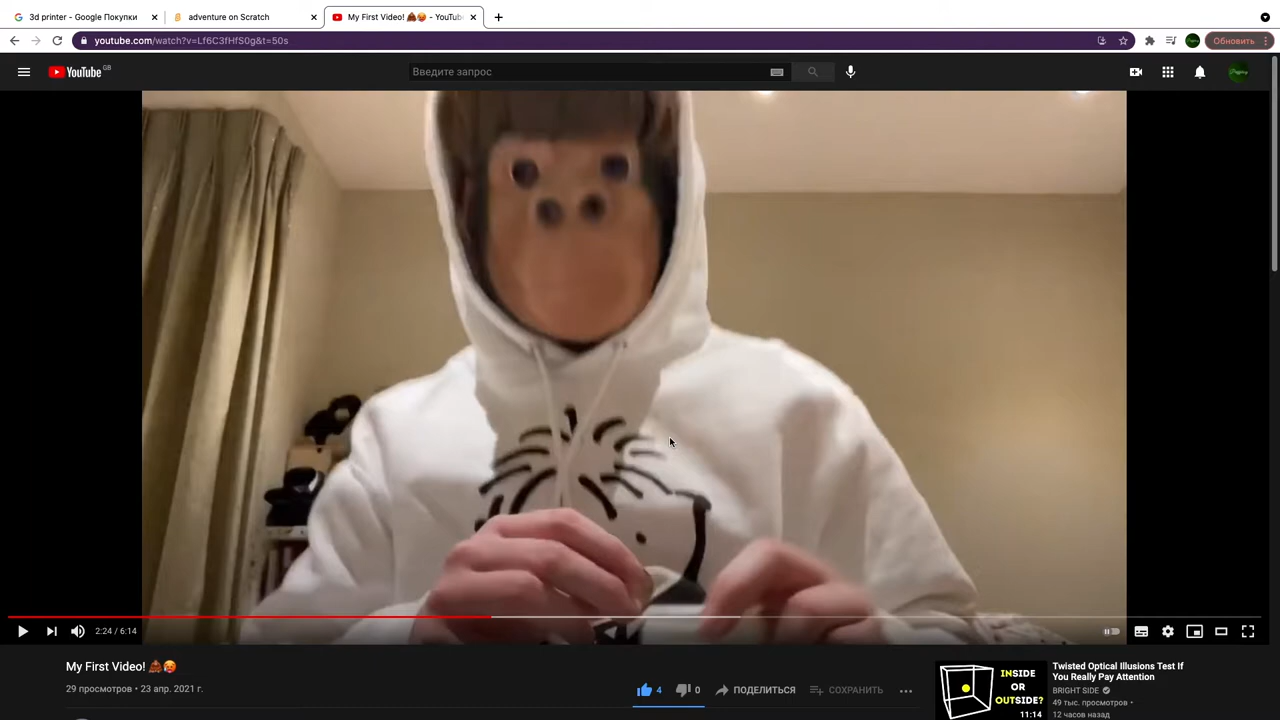 3d printer - Google Покупки
adventure on Scratch
My First Video! 💩🥵 - YouTub
youtube.com/watch?v=Lf6C3fHfS0g&t=50s
Обновить
YouTube GB
Введите запрос
2:24 / 6:14
My First Video! 💩🥵
29 просмотров • 23 апр. 2021 г.
4
0
ПОДЕЛИТЬСЯ
СОХРАНИТЬ
INSIDE
OR
OUTSIDE?
11:14
Twisted Optical Illusions Test If
You Really Pay Attention
BRIGHT SIDE
49 тыс. просмотров •
12 часов назад